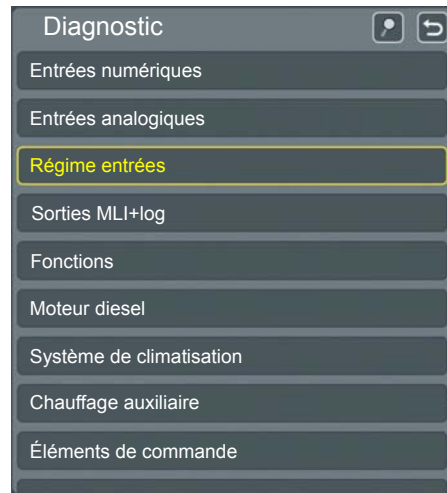 Diagnostic
Entrées numériques
Entrées analogiques
Régime entrées
Sorties MLI+log
Fonctions
Moteur diesel
Système de climatisation
Chauffage auxiliaire
Éléments de commande